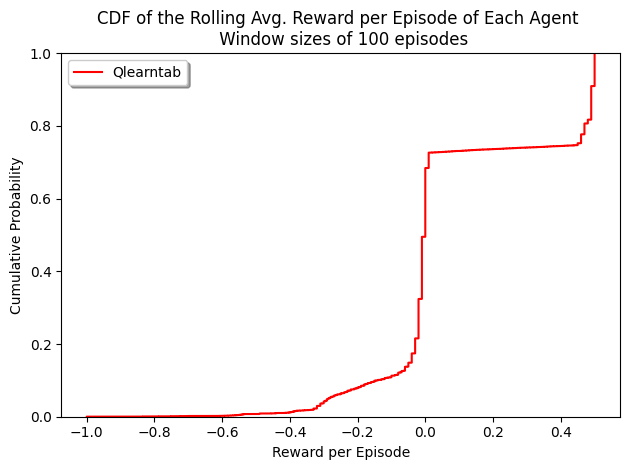 CDF of the Rolling Avg. Reward per Episode of Each Agent
Window sizes of 100 episodes
Qlearntab
Cumulative Probability
1.0
0.8
0.6
0.4
0.2
0.0
−1.0 −0.8 −0.6 −0.4 −0.2 0.0 0.2 0.4
Reward per Episode